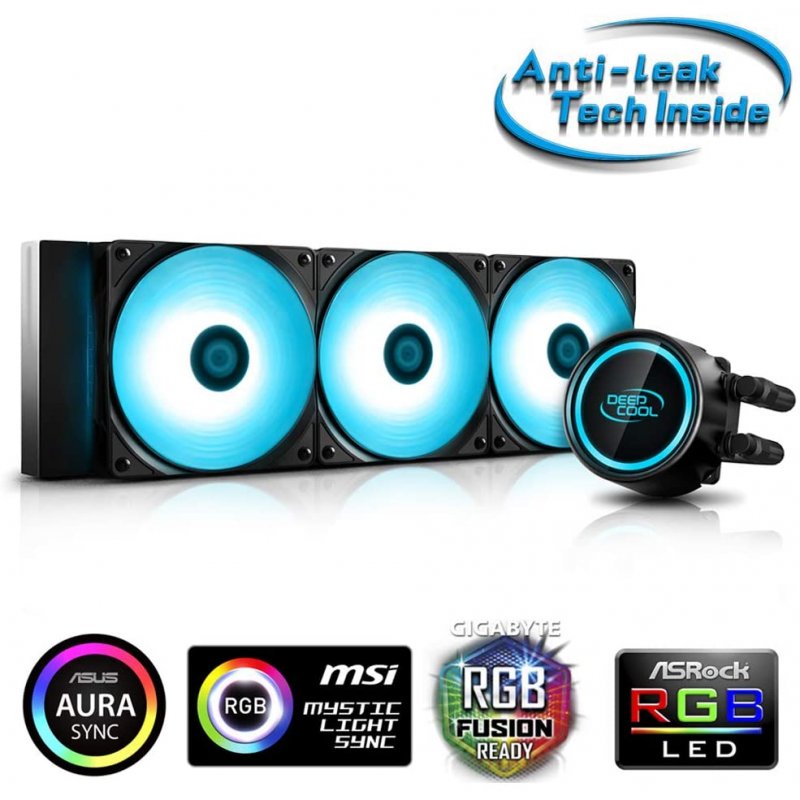 Anti-leak
Tech Inside
DEEP
COOL
ASUS
AURA
SYNC
RGB
msi
MYSTIC
LIGHT
SYNC
GIGABYTE
RGB
FUSION
READY
ASRock
RGB
LED